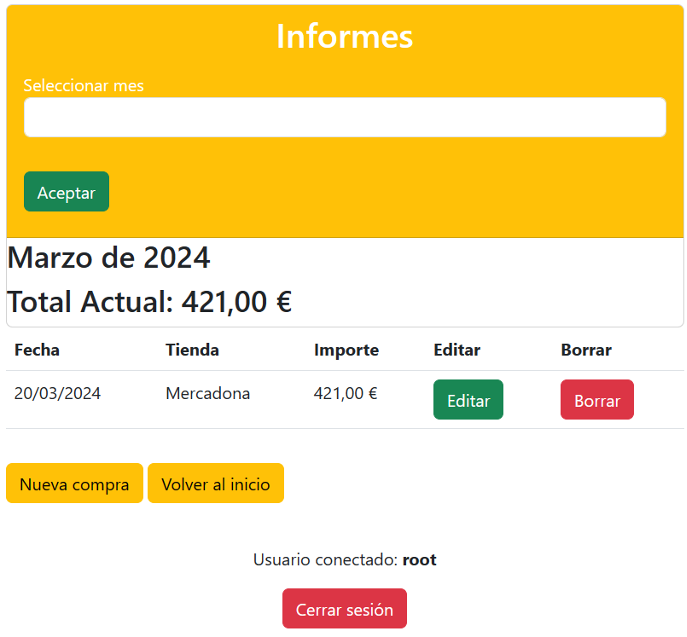 Informes
Seleccionar mes
Aceptar
Marzo de 2024
Total Actual: 421,00 €
Fecha Tienda Importe Editar Borrar
20/03/2024 Mercadona 421,00 € Editar Borrar
Nueva compra Volver al inicio
Usuario conectado: root
Cerrar sesión